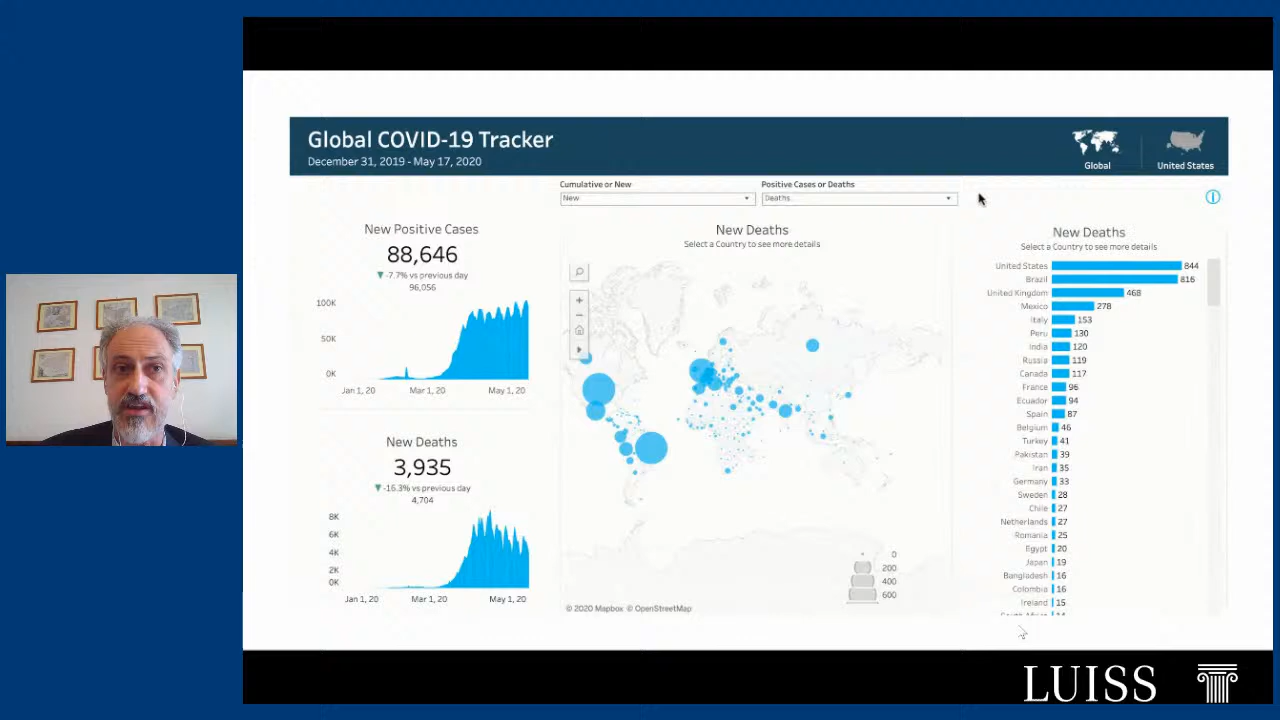 Global COVID-19 Tracker
December 31, 2019 - May 17, 2020
Global
United States
Cumulative or New
New
Positive Cases or Deaths
Deaths
New Positive Cases
88,646
-7.7% vs previous day
96,056
100K
50K
0K
Jan 1, 20
Mar 1, 20
May 1, 20
New Deaths
3,935
-16.3% vs previous day
4,704
8K
6K
4K
2K
0K
Jan 1, 20
Mar 1, 20
May 1, 20
New Deaths
Select a Country to see more details
0
200
400
600
© 2020 Mapbox © OpenStreetMap
New Deaths
Select a Country to see more details
United States 844
Brazil 816
United Kingdom 468
Mexico 278
Italy 153
Peru 130
India 120
Russia 119
Canada 117
France 96
Ecuador 94
Spain 87
Belgium 46
Turkey 41
Pakistan 39
Iran 35
Germany 33
Sweden 28
Chile 27
Netherlands 27
Romania 25
Egypt 20
Japan 19
Bangladesh 16
Colombia 16
Ireland 15
LUISS